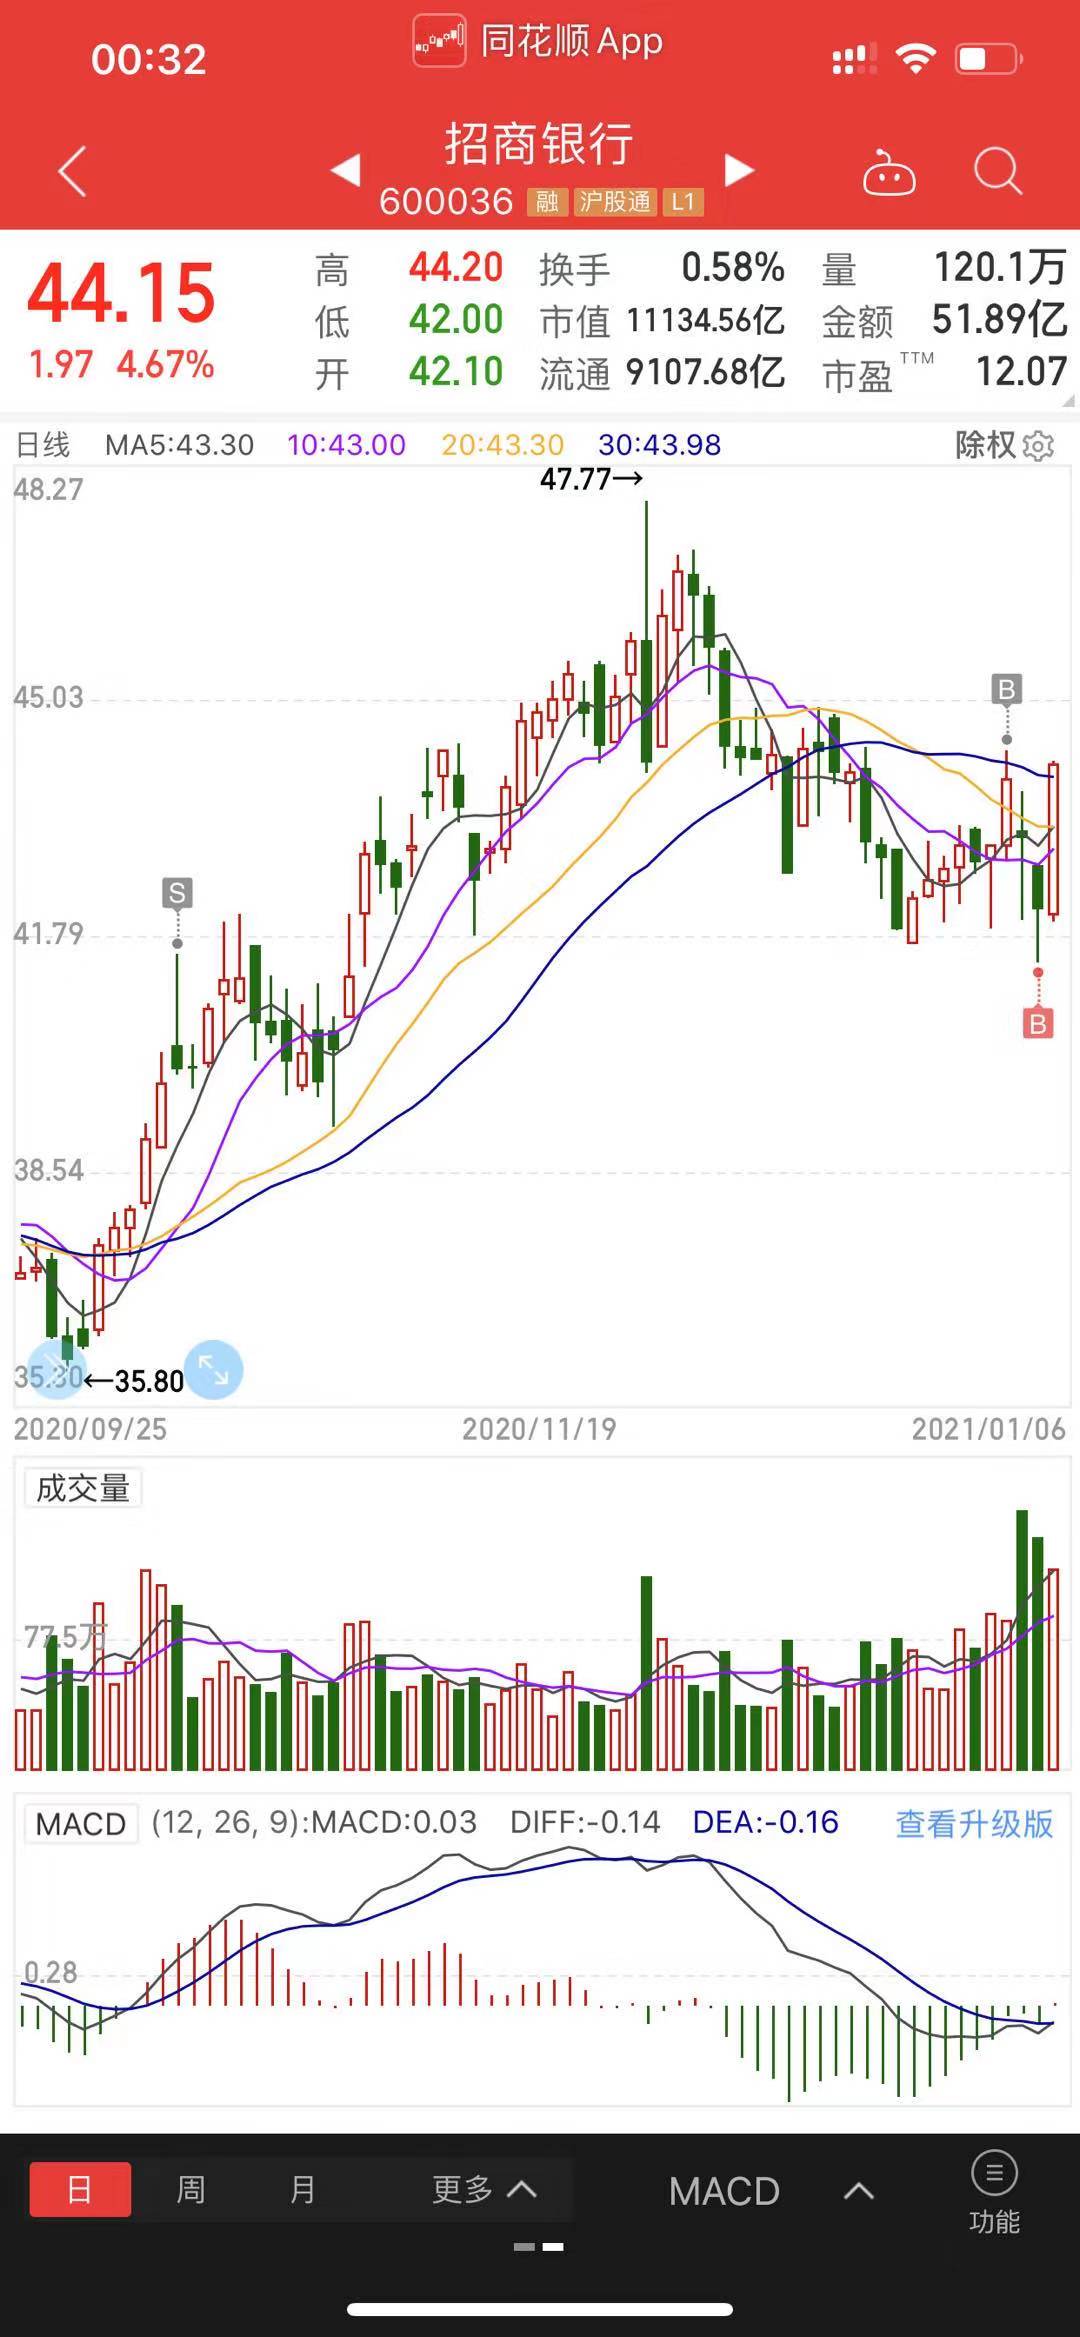 00:32
同花顺App
招商银行
600036 融 沪股通 L1
44.15
1.97 4.67%
高 44.20 换手 0.58% 量 120.1万
低 42.00 市值 11134.56亿 金额 51.89亿
开 42.10 流通 9107.68亿 市盈TTM 12.07
日线 MA5:43.30 10:43.00 20:43.30 30:43.98 除权
48.27
47.77→
45.03
B
S
41.79
B
38.54
35.30 ←35.80
2020/09/25 2020/11/19 2021/01/06
成交量
77.5万
MACD (12, 26, 9):MACD:0.03 DIFF:-0.14 DEA:-0.16 查看升级版
0.28
日 周 月 更多 MACD 功能